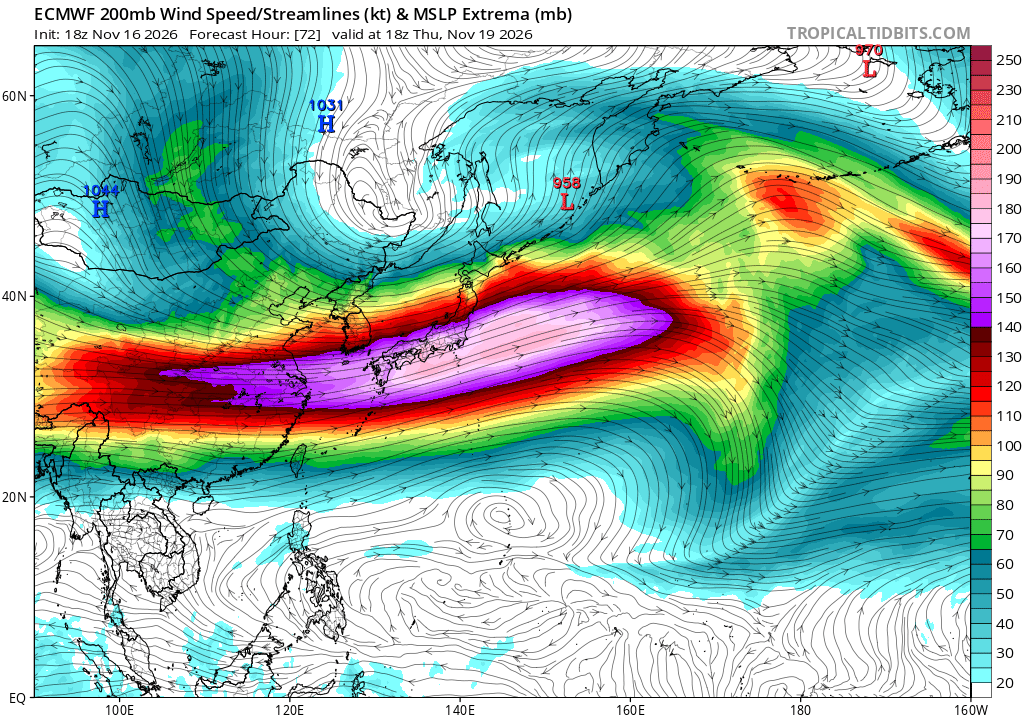 ECMWF 200mb Wind Speed/Streamlines (kt) & MSLP Extrema (mb)
Init: 18z Nov 16 2026 Forecast Hour: [72] valid at 18z Thu, Nov 19 2026
TROPICALTIDBITS.COM
970
L
1031
H
958
L
1044
H
60N
40N
20N
EQ
100E
120E
140E
160E
180
160W
250
230
220
210
200
190
180
170
160
150
140
130
120
110
100
90
80
70
60
50
40
30
20